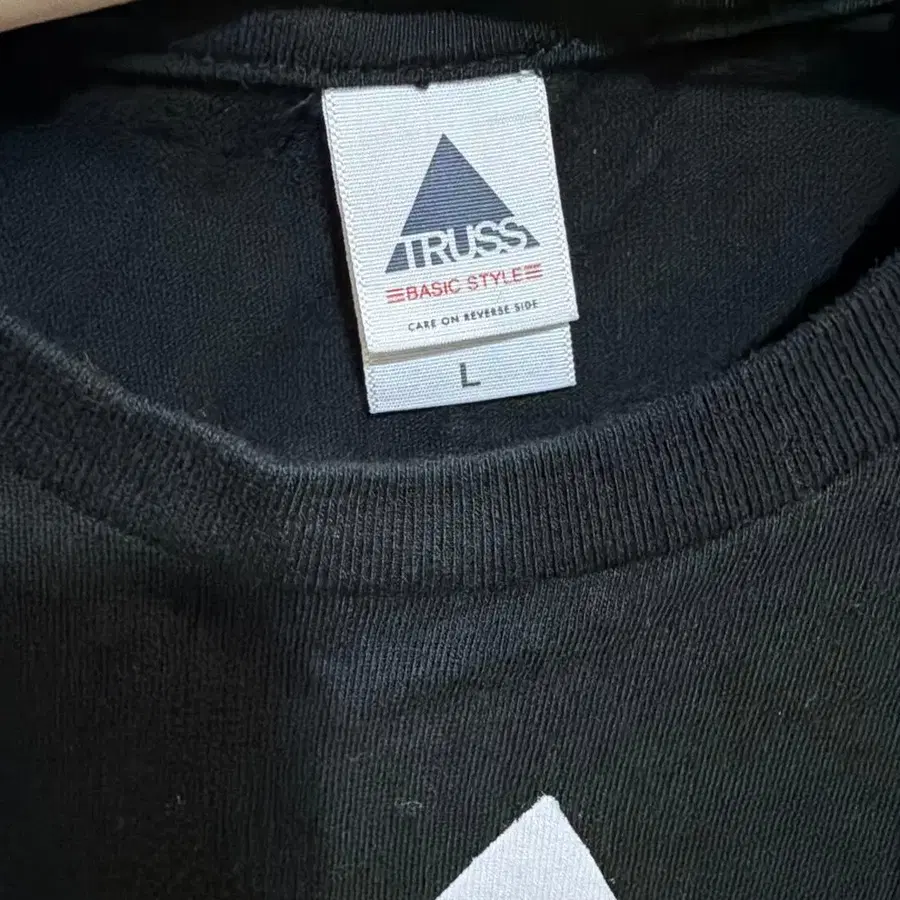 TRUSS
BASIC STYLE
CARE ON REVERSE SIDE
L